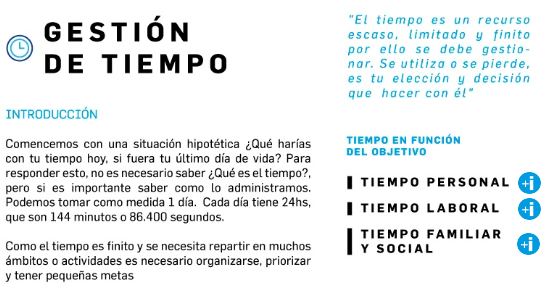 GESTIÓN
DE TIEMPO
INTRODUCCIÓN
Comencemos con una situación hipotética ¿Qué harías
con tu tiempo hoy, si fuera tu último día de vida? Para
responder esto, no es necesario saber ¿Qué es el tiempo?,
pero si es importante saber como lo administramos.
Podemos tomar como medida 1 día. Cada día tiene 24hs,
que son 144 minutos o 86.400 segundos.
Como el tiempo es finito y se necesita repartir en muchos
ámbitos o actividades es necesario organizarse, priorizar
y tener pequeñas metas
"El tiempo es un recurso
escaso, limitado y finito
por ello se debe gestio-
nar. Se utiliza o se pierde,
es tu elección y decisión
que hacer con él"
TIEMPO EN FUNCIÓN
DEL OBJETIVO
TIEMPO PERSONAL +i
TIEMPO LABORAL +i
TIEMPO FAMILIAR
Y SOCIAL +i